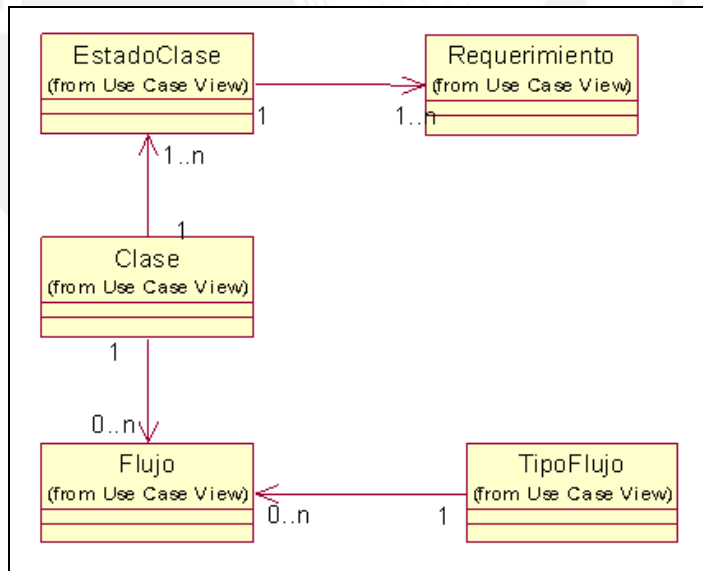 EstadoClase
(from Use Case View)
Requerimiento
(from Use Case View)
1
1..n
1..n
1
Clase
(from Use Case View)
1
0..n
Flujo
(from Use Case View)
TipoFlujo
(from Use Case View)
0..n
1